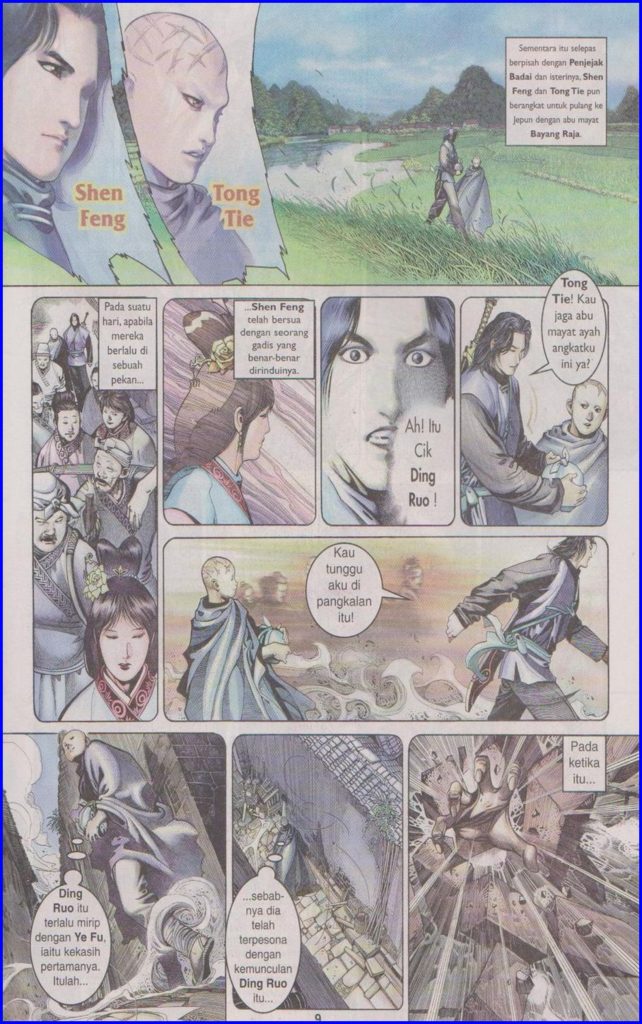 Sementara itu selepas
berpisah dengan Penjejak
Badai dan isterinya, Shen
Feng dan Tong Tie pun
berangkat untuk pulang ke
Jepun dengan abu mayat
Bayang Raja.
Shen
Feng
Tong
Tie
Pada suatu
hari, apabila
mereka
berlalu di
sebuah
pekan...
...Shen Feng
telah bersua
dengan seorang
gadis yang
benar-benar
dirinduinya.
Ah! Itu
Cik
Ding
Ruo !
Tong
Tie! Kau
jaga abu
mayat ayah
angkatku
ini ya?
Kau
tunggu
aku di
pangkalan
itu!
Ding
Ruo itu
terlalu mirip
dengan Ye Fu,
iaitu kekasih
pertamanya.
Itulah...
...sebab-
nya dia
telah
terpesona
dengan
kemunculan
Ding Ruo
itu...
Pada
ketika
itu...
9